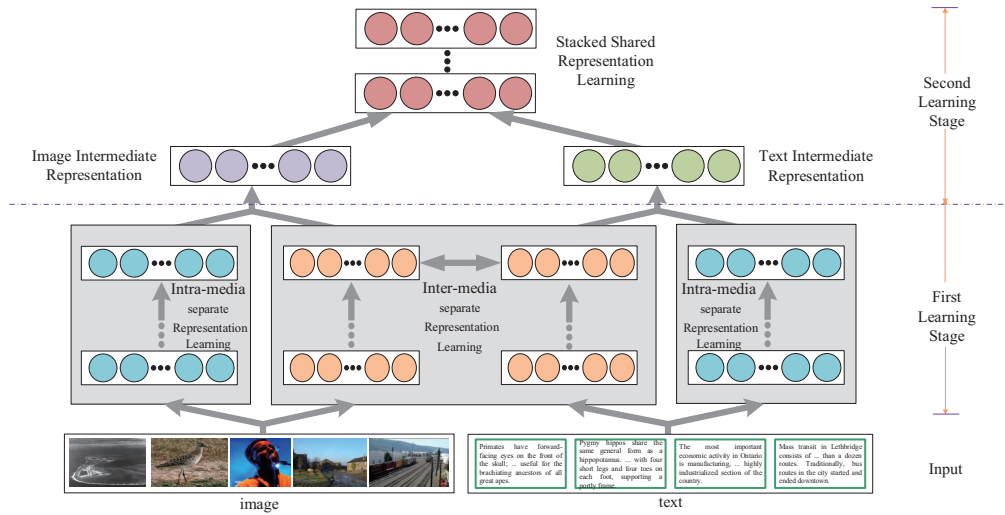 Stacked Shared
Representation
Learning
Second
Learning
Stage
Image Intermediate
Representation
Text Intermediate
Representation
Intra-media
separate
Representation
Learning
Inter-media
separate
Representation
Learning
Intra-media
separate
Representation
Learning
First
Learning
Stage
Primates have forward-
facing eyes on the front of
the skull; ... useful for the
brachiating ancestors of all
great apes.
Pygmy hippos share the
same general form as a
hippopotamus. ... with four
short legs and four toes on
each foot, supporting a
portly frame.
The most important
economic activity in Ontario
is manufacturing, ... highly
industrialized section of the
country.
Mass transit in Lethbridge
consists of ... than a dozen
routes. Traditionally, bus
routes in the city started and
ended downtown.
Input
image
text